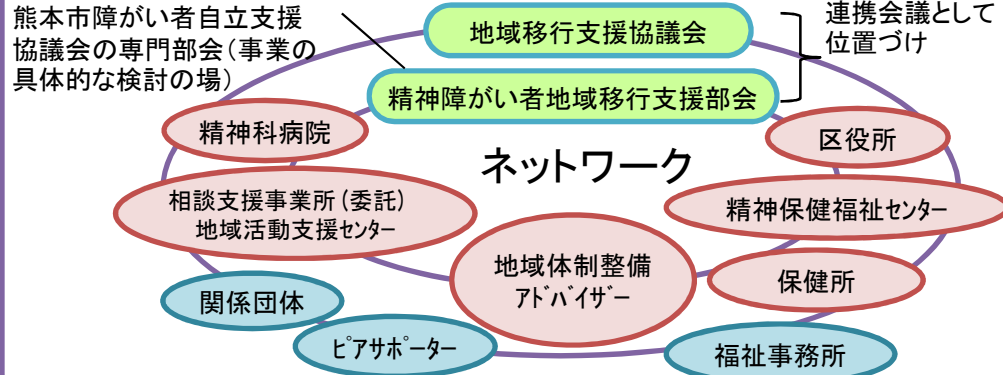 熊本市障がい者自立支援
協議会の専門部会(事業の
具体的な検討の場)
地域移行支援協議会
連携会議として
位置づけ
精神障がい者地域移行支援部会
精神科病院
区役所
ネットワーク
相談支援事業所(委託)
地域活動支援ｾﾝﾀｰ
精神保健福祉ｾﾝﾀｰ
地域体制整備
ｱﾄﾞﾊﾞｲｻﾞｰ
保健所
関係団体
ﾋﾟｱｻﾎﾟｰﾀｰ
福祉事務所